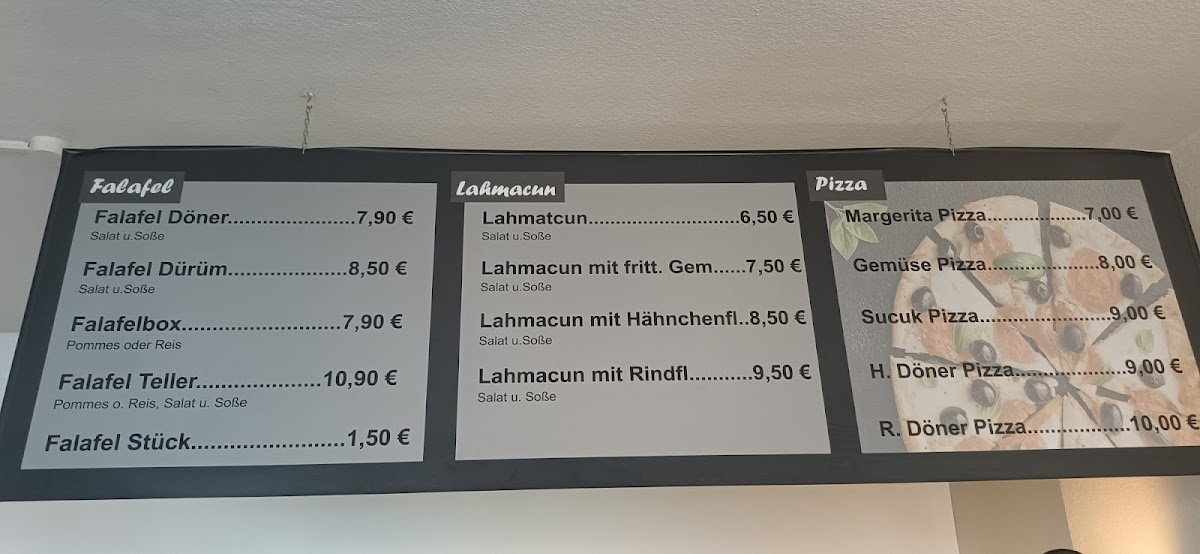 Falafel
Falafel Döner............................7,90 €
Salat u.Soße
Falafel Dürüm..........................8,50 €
Salat u.Soße
Falafelbox...................................7,90 €
Pommes oder Reis
Falafel Teller.....................10,90 €
Pommes o. Reis, Salat u. Soße
Falafel Stück.........................1,50 €
Lahmacun
Lahmatcun..........................6,50 €
Salat u.Soße
Lahmacun mit fritt. Gem......7,50 €
Salat u.Soße
Lahmacun mit Hähnchenfl..8,50 €
Salat u.Soße
Lahmacun mit Rindfl...........9,50 €
Salat u. Soße
Pizza
Margerita Pizza...................7,00 €
Gemüse Pizza.....................8,00 €
Sucuk Pizza........................9,00 €
H. Döner Pizza....................9,00 €
R. Döner Pizza..................10,00 €